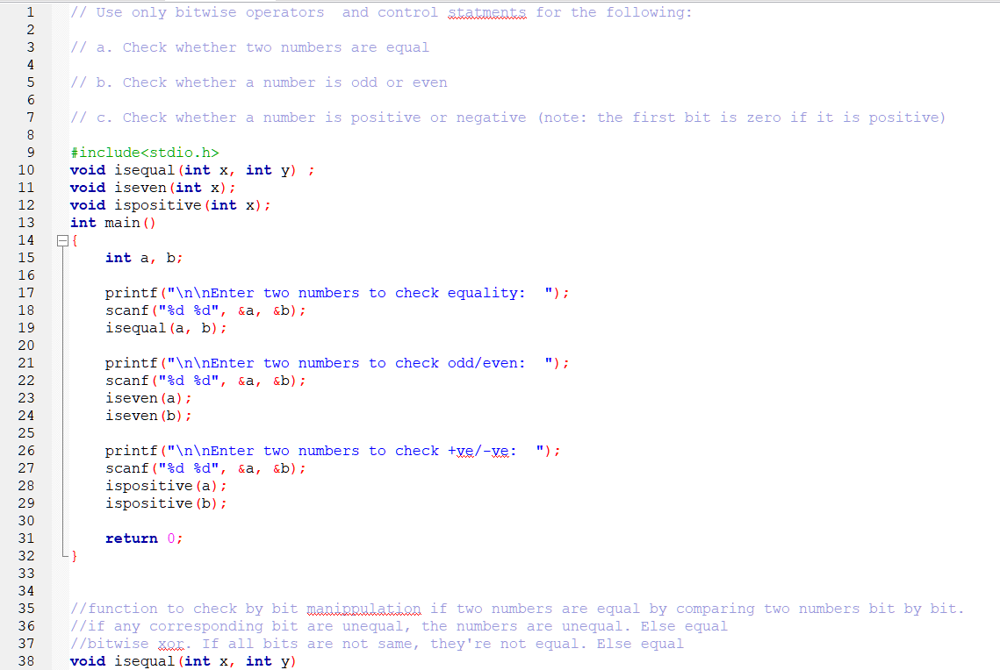 1 // Use only bitwise operators  and control statments for the following:
2
3 // a. Check whether two numbers are equal
4
5 // b. Check whether a number is odd or even
6
7 // c. Check whether a number is positive or negative (note: the first bit is zero if it is positive)
8
9 #include<stdio.h>
10 void isequal(int x, int y) ;
11 void iseven(int x);
12 void ispositive(int x);
13 int main()
14 {
15     int a, b;
16
17     printf("\n\nEnter two numbers to check equality:  ");
18     scanf("%d %d", &a, &b);
19     isequal(a, b);
20
21     printf("\n\nEnter two numbers to check odd/even:  ");
22     scanf("%d %d", &a, &b);
23     iseven(a);
24     iseven(b);
25
26     printf("\n\nEnter two numbers to check +ve/-ve:  ");
27     scanf("%d %d", &a, &b);
28     ispositive(a);
29     ispositive(b);
30
31     return 0;
32 }
33
34
35 //function to check by bit manippulation if two numbers are equal by comparing two numbers bit by bit.
36 //if any corresponding bit are unequal, the numbers are unequal. Else equal
37 //bitwise xor. If all bits are not same, they're not equal. Else equal
38 void isequal(int x, int y)